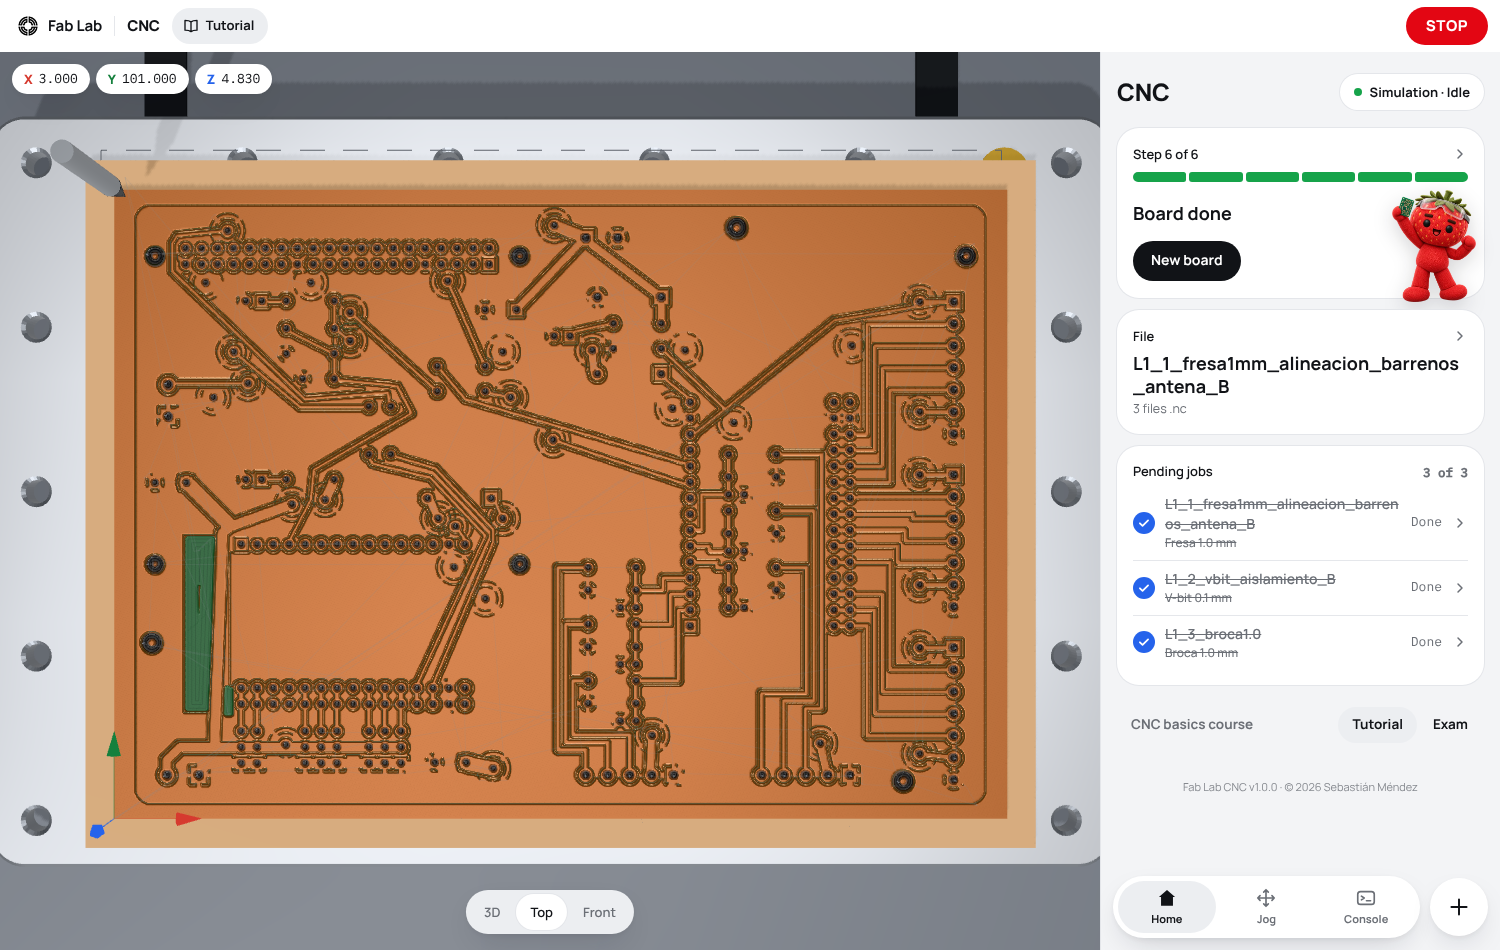 Fab Lab
CNC
Tutorial
STOP
X 3.000
Y 101.000
Z 4.830
CNC
Simulation · Idle
Step 6 of 6
Board done
New board
File
L1_1_fresa1mm_alineacion_barrenos
_antena_B
3 files .nc
Pending jobs
3 of 3
L1_1_fresa1mm_alineacion_barren
os_antena_B
Fresa 1.0 mm
Done
L1_2_vbit_aislamiento_B
V-bit 0.1 mm
Done
L1_3_broca1.0
Broca 1.0 mm
Done
CNC basics course
Tutorial
Exam
Fab Lab CNC v1.0.0 · © 2026 Sebastián Méndez
3D
Top
Front
Home
Jog
Console